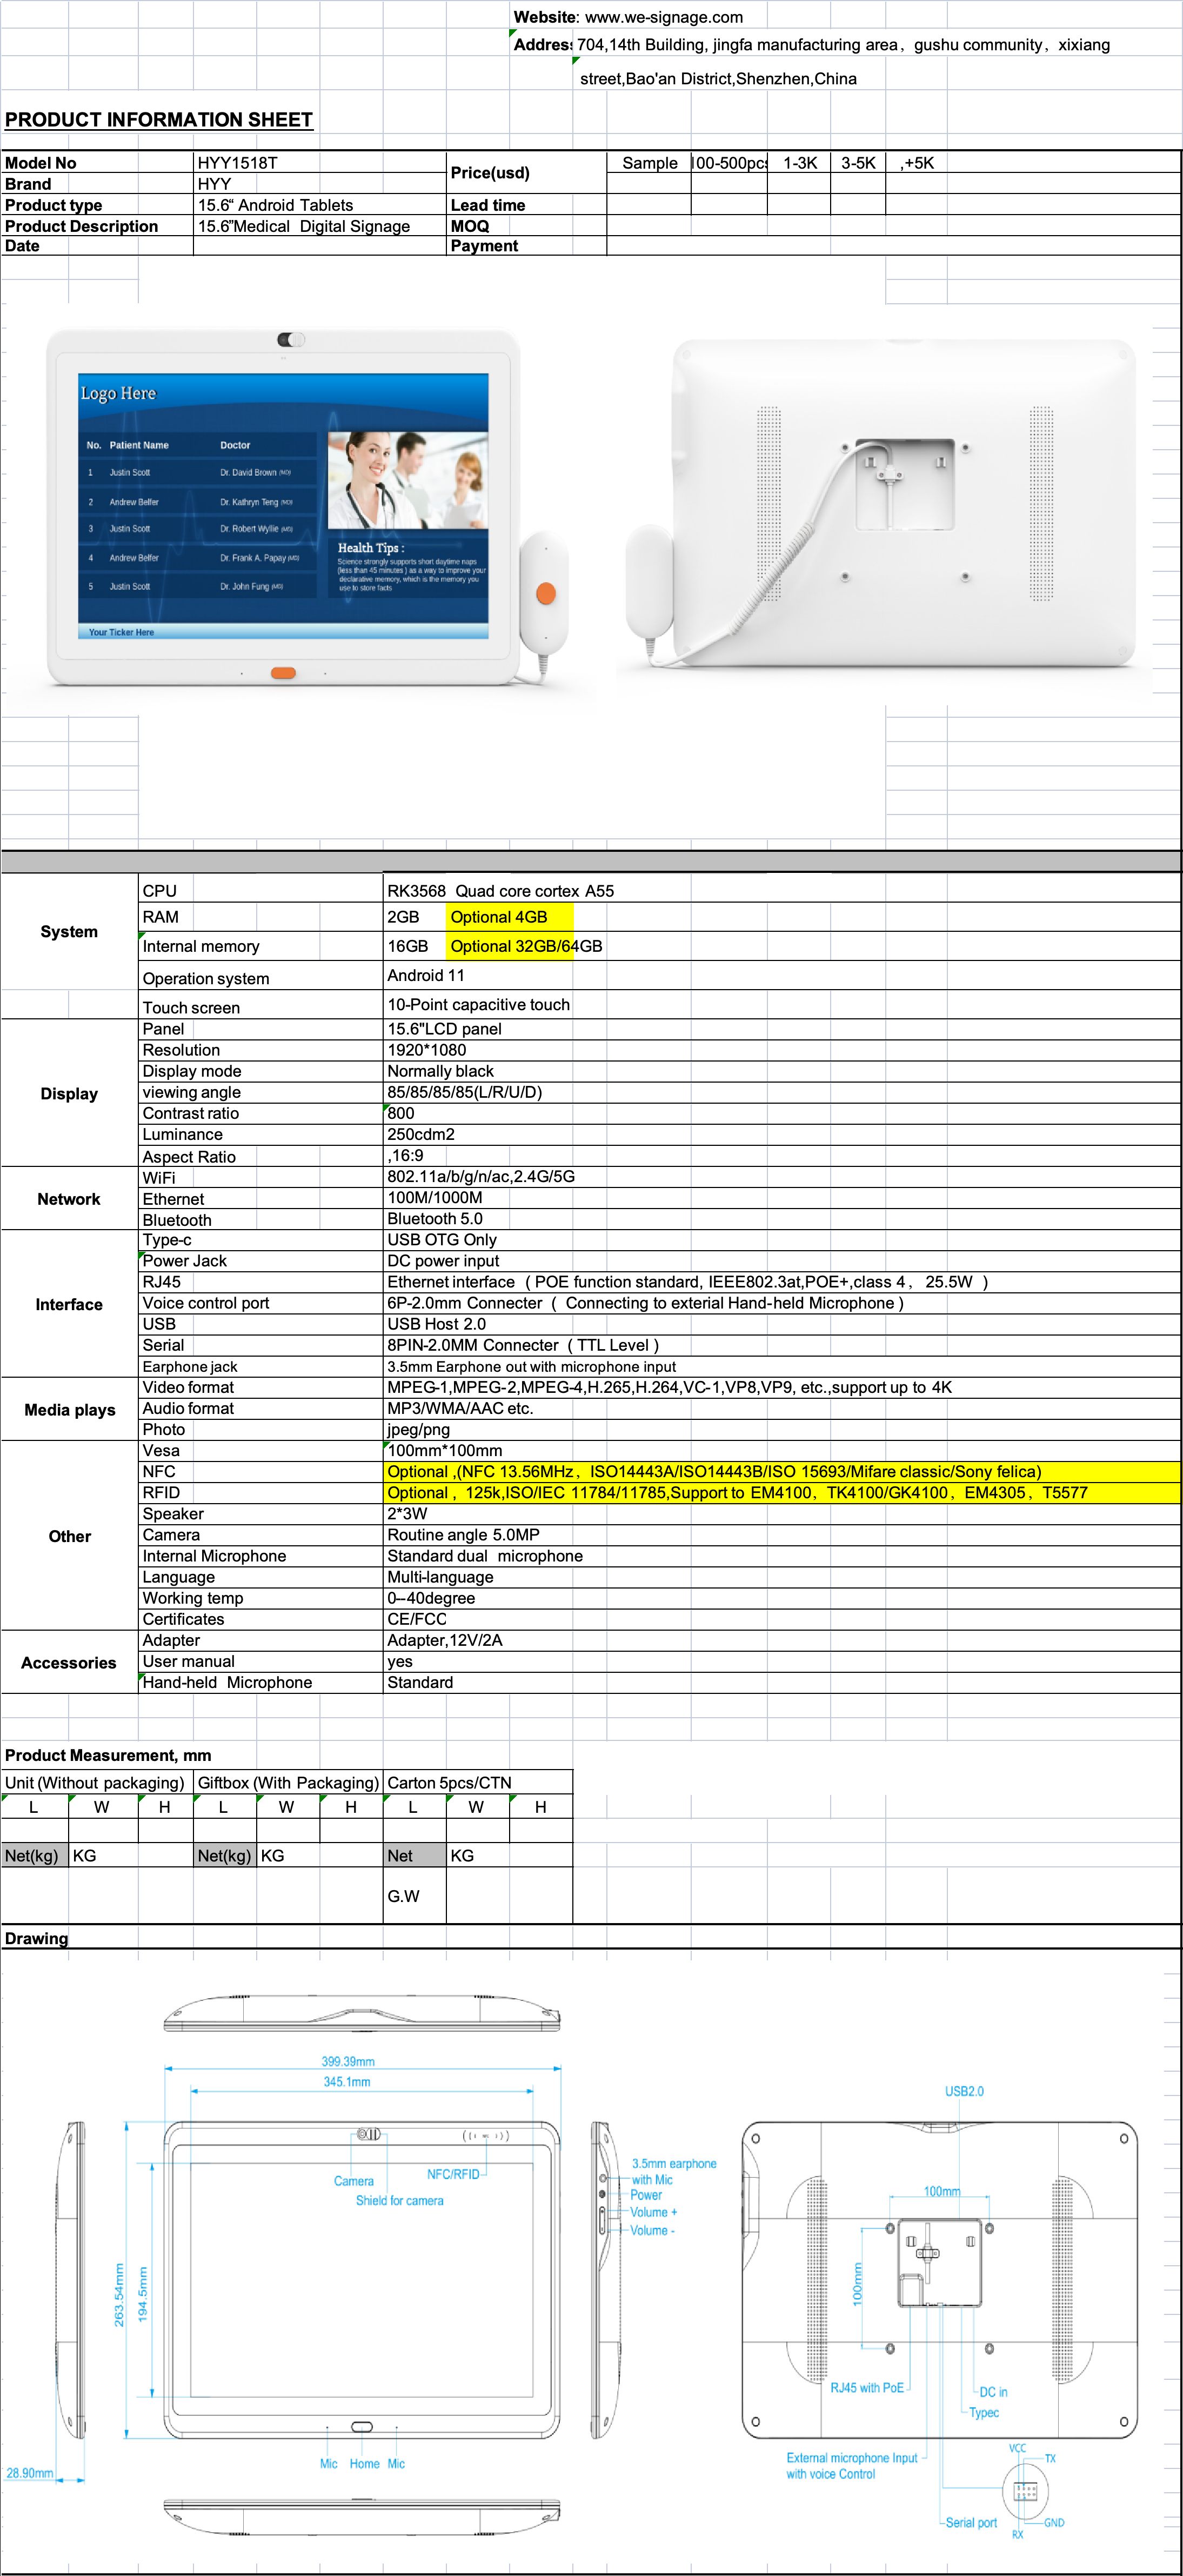 Website: www.we-signage.com
Address 704,14th Building, jingfa manufacturing area，gushu community，xixiang
street,Bao'an District,Shenzhen,China
PRODUCT INFORMATION SHEET
Model No HYY1518T Price(usd) Sample 100-500pcs 1-3K 3-5K ,+5K
Brand HYY
Product type 15.6“ Android Tablets Lead time
Product Description 15.6”Medical Digital Signage MOQ
Date Payment
Logo Here
No. Patient Name Doctor
1 Justin Scott Dr. David Brown (MD)
2 Andrew Belfer Dr. Kathryn Teng (MD)
3 Justin Scott Dr. Robert Wyllie (MD)
4 Andrew Belfer Dr. Frank A. Papay (MD)
5 Justin Scott Dr. John Fung (MD)
Health Tips :
Science strongly supports short daytime naps
(less than 45 minutes ) as a way to improve your
declarative memory, which is the memory you
use to store facts
Your Ticker Here
System
CPU RK3568 Quad core cortex A55
RAM 2GB Optional 4GB
Internal memory 16GB Optional 32GB/64GB
Operation system Android 11
Touch screen 10-Point capacitive touch
Display
Panel 15.6"LCD panel
Resolution 1920*1080
Display mode Normally black
viewing angle 85/85/85/85(L/R/U/D)
Contrast ratio 800
Luminance 250cdm2
Aspect Ratio ,16:9
Network
WiFi 802.11a/b/g/n/ac,2.4G/5G
Ethernet 100M/1000M
Bluetooth Bluetooth 5.0
Interface
Type-c USB OTG Only
Power Jack DC power input
RJ45 Ethernet interface （POE function standard, IEEE802.3at,POE+,class 4，25.5W ）
Voice control port 6P-2.0mm Connecter （ Connecting to exterial Hand-held Microphone）
USB USB Host 2.0
Serial 8PIN-2.0MM Connecter （TTL Level）
Earphone jack 3.5mm Earphone out with microphone input
Media plays
Video format MPEG-1,MPEG-2,MPEG-4,H.265,H.264,VC-1,VP8,VP9, etc.,support up to 4K
Audio format MP3/WMA/AAC etc.
Photo jpeg/png
Other
Vesa 100mm*100mm
NFC Optional ,(NFC 13.56MHz，ISO14443A/ISO14443B/ISO 15693/Mifare classic/Sony felica)
RFID Optional ，125k,ISO/IEC 11784/11785,Support to EM4100，TK4100/GK4100，EM4305，T5577
Speaker 2*3W
Camera Routine angle 5.0MP
Internal Microphone Standard dual microphone
Language Multi-language
Working temp 0--40degree
Certificates CE/FCC
Accessories
Adapter Adapter,12V/2A
User manual yes
Hand-held Microphone Standard
Product Measurement, mm
Unit (Without packaging) Giftbox (With Packaging) Carton 5pcs/CTN
L W H L W H L W H
Net(kg) KG Net(kg) KG Net KG
G.W
Drawing
399.39mm
345.1mm
Camera
Shield for camera
NFC/RFID
263.54mm
194.5mm
28.90mm
Mic Home Mic
3.5mm earphone
with Mic
Power
Volume +
Volume -
USB2.0
100mm
100mm
RJ45 with PoE
DC in
Typec
External microphone Input
with voice Control
VCC
TX
Serial port
GND
RX